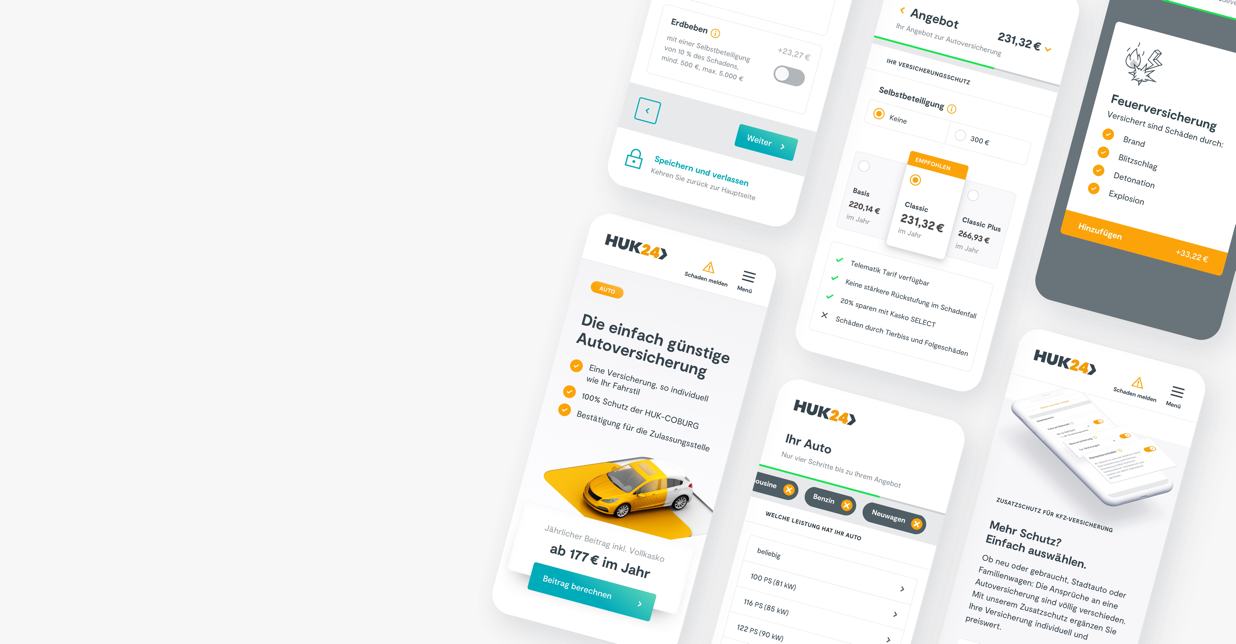 Erdbeben
mit einer Selbstbeteiligung
von 10 % des Schadens,
mind. 500 €, max. 5.000 €
+23,27 €
Weiter
Speichern und verlassen
Kehren Sie zurück zur Hauptseite
HUK24
Schaden melden
Menü
AUTO
Die einfach günstige
Autoversicherung
Eine Versicherung, so individuell
wie Ihr Fahrstil
100% Schutz der HUK-COBURG
Bestätigung für die Zulassungsstelle
Jährlicher Beitrag inkl. Vollkasko
ab 177 € im Jahr
Beitrag berechnen
Angebot
Ihr Angebot zur Autoversicherung
231,32 €
IHR VERSICHERUNGSSCHUTZ
Selbstbeteiligung
Keine
300 €
EMPFOHLEN
Basis
220,14 €
im Jahr
Classic
231,32 €
im Jahr
Classic Plus
266,93 €
im Jahr
Telematik Tarif verfügbar
Keine stärkere Rückstufung im Schadenfall
20% sparen mit Kasko SELECT
Schäden durch Tierbiss und Folgeschäden
HUK24
Ihr Auto
Nur vier Schritte bis zu Ihrem Angebot
ousine
Benzin
Neuwagen
WELCHE LEISTUNG HAT IHR AUTO
beliebig
100 PS (81 kW)
116 PS (85 kW)
122 PS (90 kW)
Feuerversicherung
Versichert sind Schäden durch:
Brand
Blitzschlag
Detonation
Explosion
Hinzufügen
+33,22 €
HUK24
Schaden melden
Menü
ZUSATZSCHUTZ FÜR KFZ-VERSICHERUNG
Mehr Schutz?
Einfach auswählen.
Ob neu oder gebraucht, Stadtauto oder
Familienwagen: Die Ansprüche an eine
Autoversicherung sind völlig verschieden.
Mit unserem Zusatzschutz ergänzen Sie
Ihre Versicherung individuell und
preiswert.